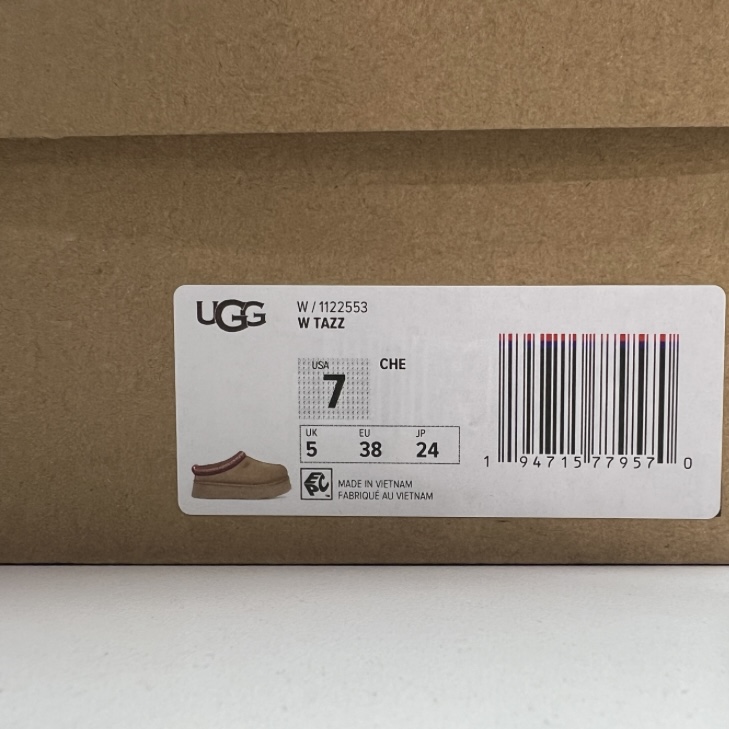 UGG
W / 1122553
W TAZZ
USA
7
CHE
UK EU JP
5 38 24
EPC
MADE IN VIETNAM
FABRIQUÉ AU VIETNAM
1 94715 77957 0